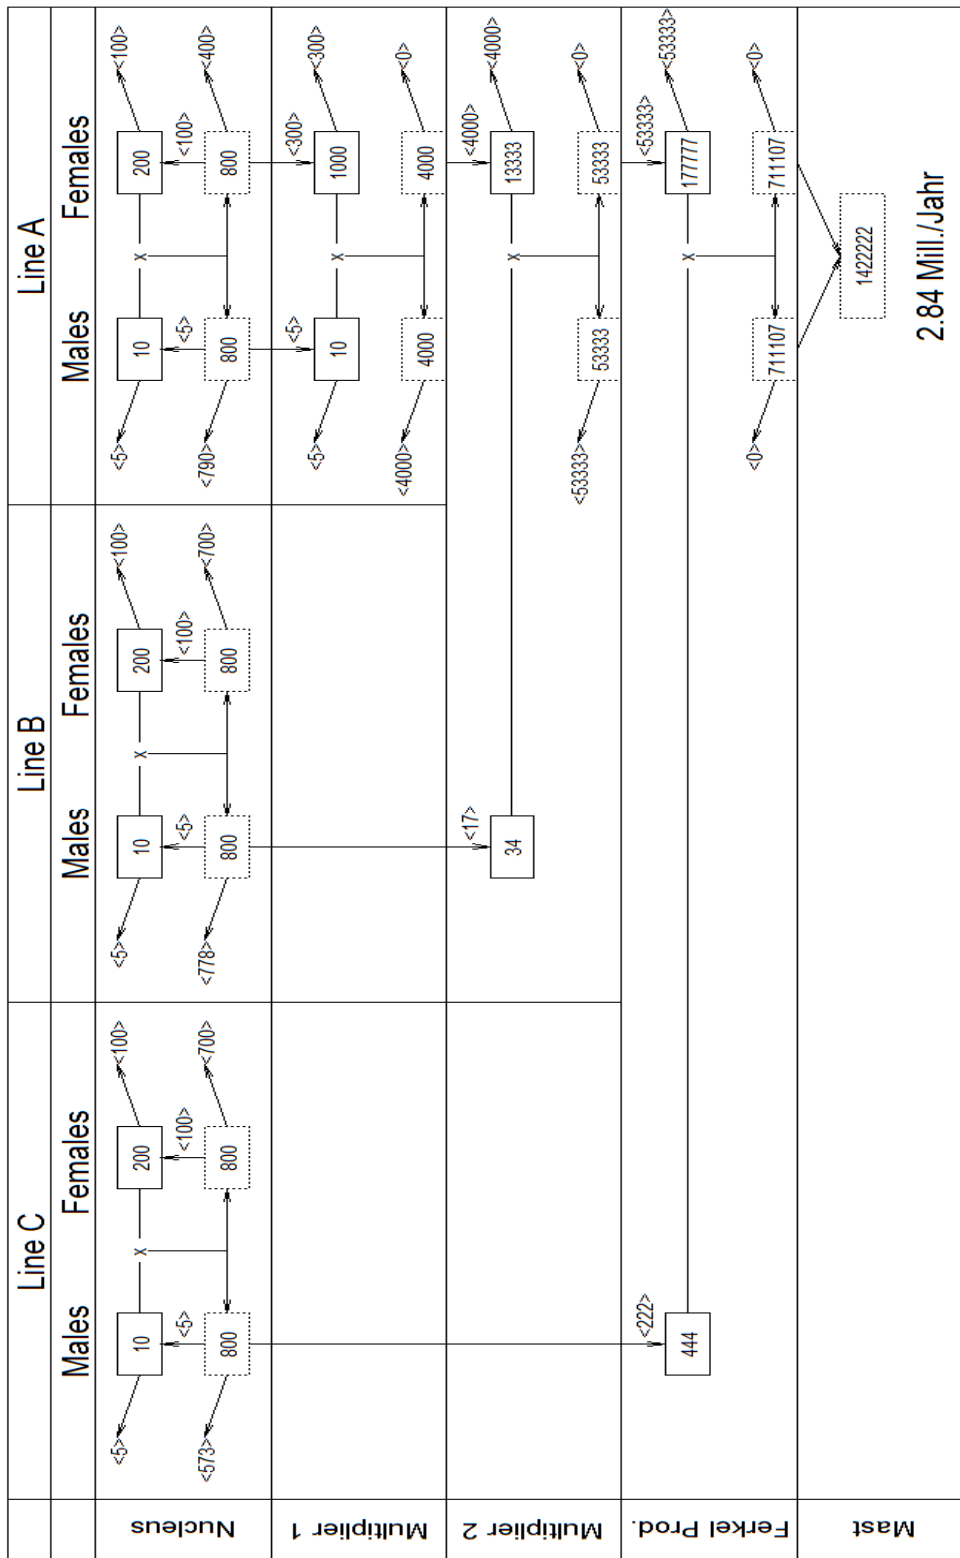 Line C Line B Line A
Males Females Males Females Males Females
Nucleus
<5> <100> <5> <100> <5> <100>
10 x 200 10 x 200 10 x 200
<5> <100> <5> <100> <5> <100>
<573> <700> <778> <700> <790> <400>
800 800 800 800 800 800
Multiplier 1
<5> <300>
<5> <300>
10 x 1000
<4000> <0>
4000 4000
Multiplier 2
<17> <4000>
<4000>
34 x 13333
<53333> <0>
53333 53333
Ferkel Prod.
<222> <53333>
<53333>
444 x 177777
<0> <0>
711107 711107
Mast
1422222
2.84 Mill./Jahr